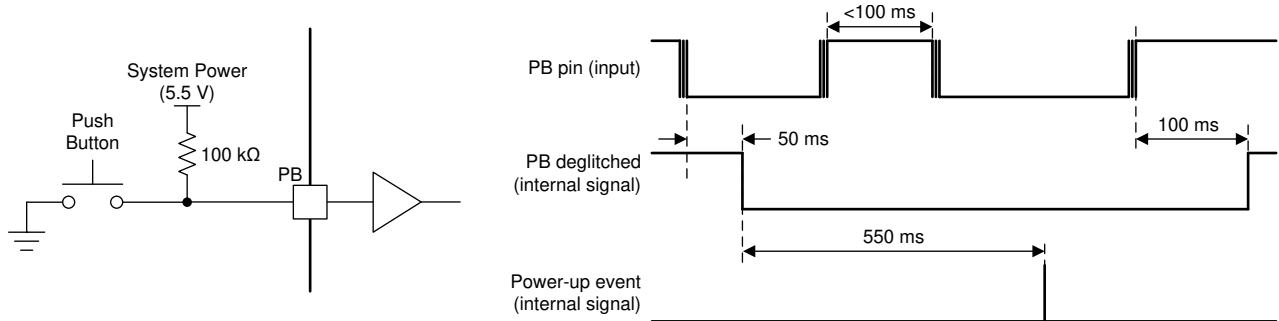 System Power
(5.5 V)
Push
Button
100 kΩ
PB
<100 ms
PB pin (input)
50 ms
100 ms
PB deglitched
(internal signal)
550 ms
Power-up event
(internal signal)